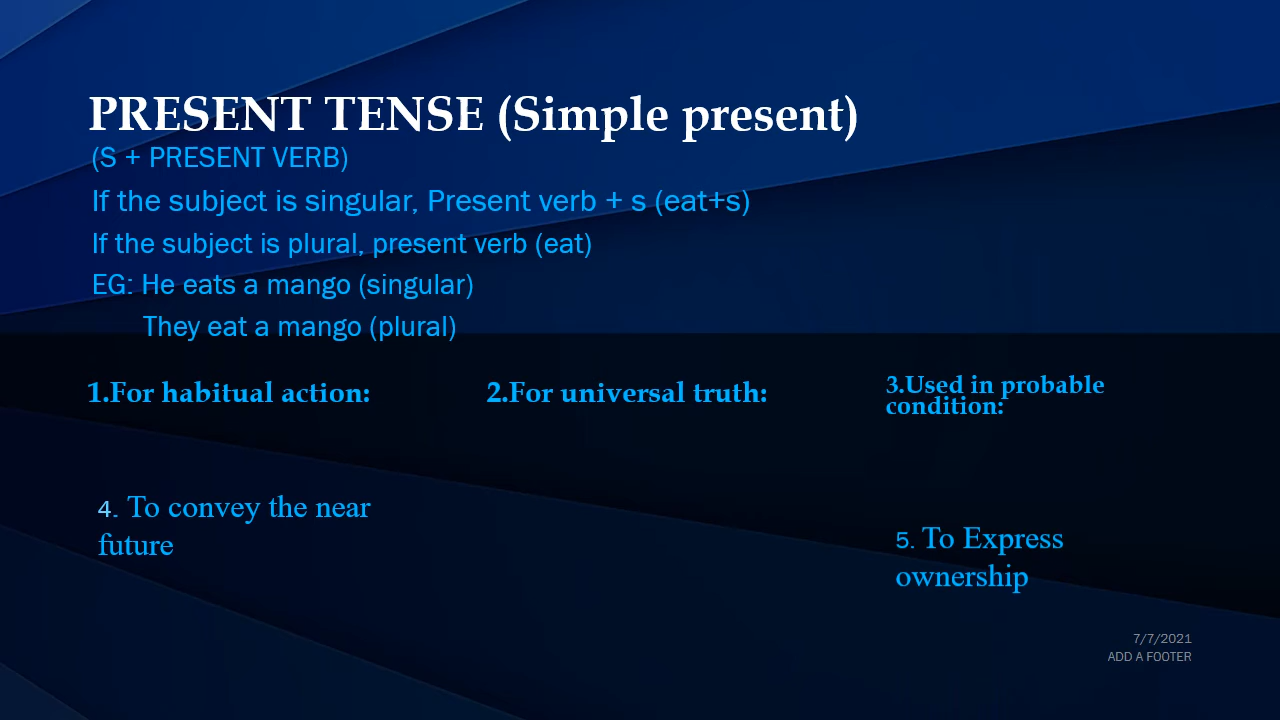 PRESENT TENSE (Simple present)
(S + PRESENT VERB)
If the subject is singular, Present verb + s (eat+s)
If the subject is plural, present verb (eat)
EG: He eats a mango (singular)
They eat a mango (plural)
1.For habitual action:
2.For universal truth:
3.Used in probable
condition:
4. To convey the near
future
5. To Express
ownership
7/7/2021
ADD A FOOTER